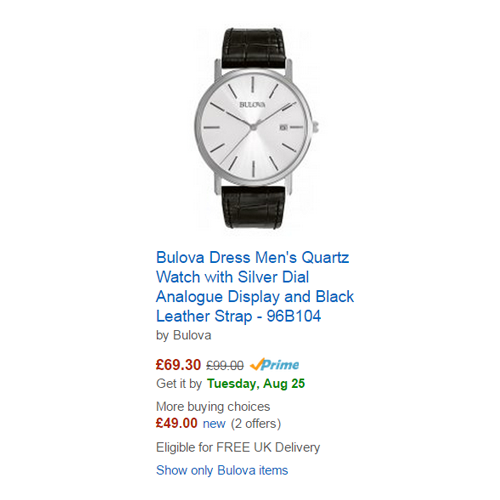 BULOVA
Bulova Dress Men's Quartz
Watch with Silver Dial
Analogue Display and Black
Leather Strap - 96B104
by Bulova
£69.30 £99.00 Prime
Get it by Tuesday, Aug 25
More buying choices
£49.00 new (2 offers)
Eligible for FREE UK Delivery
Show only Bulova items